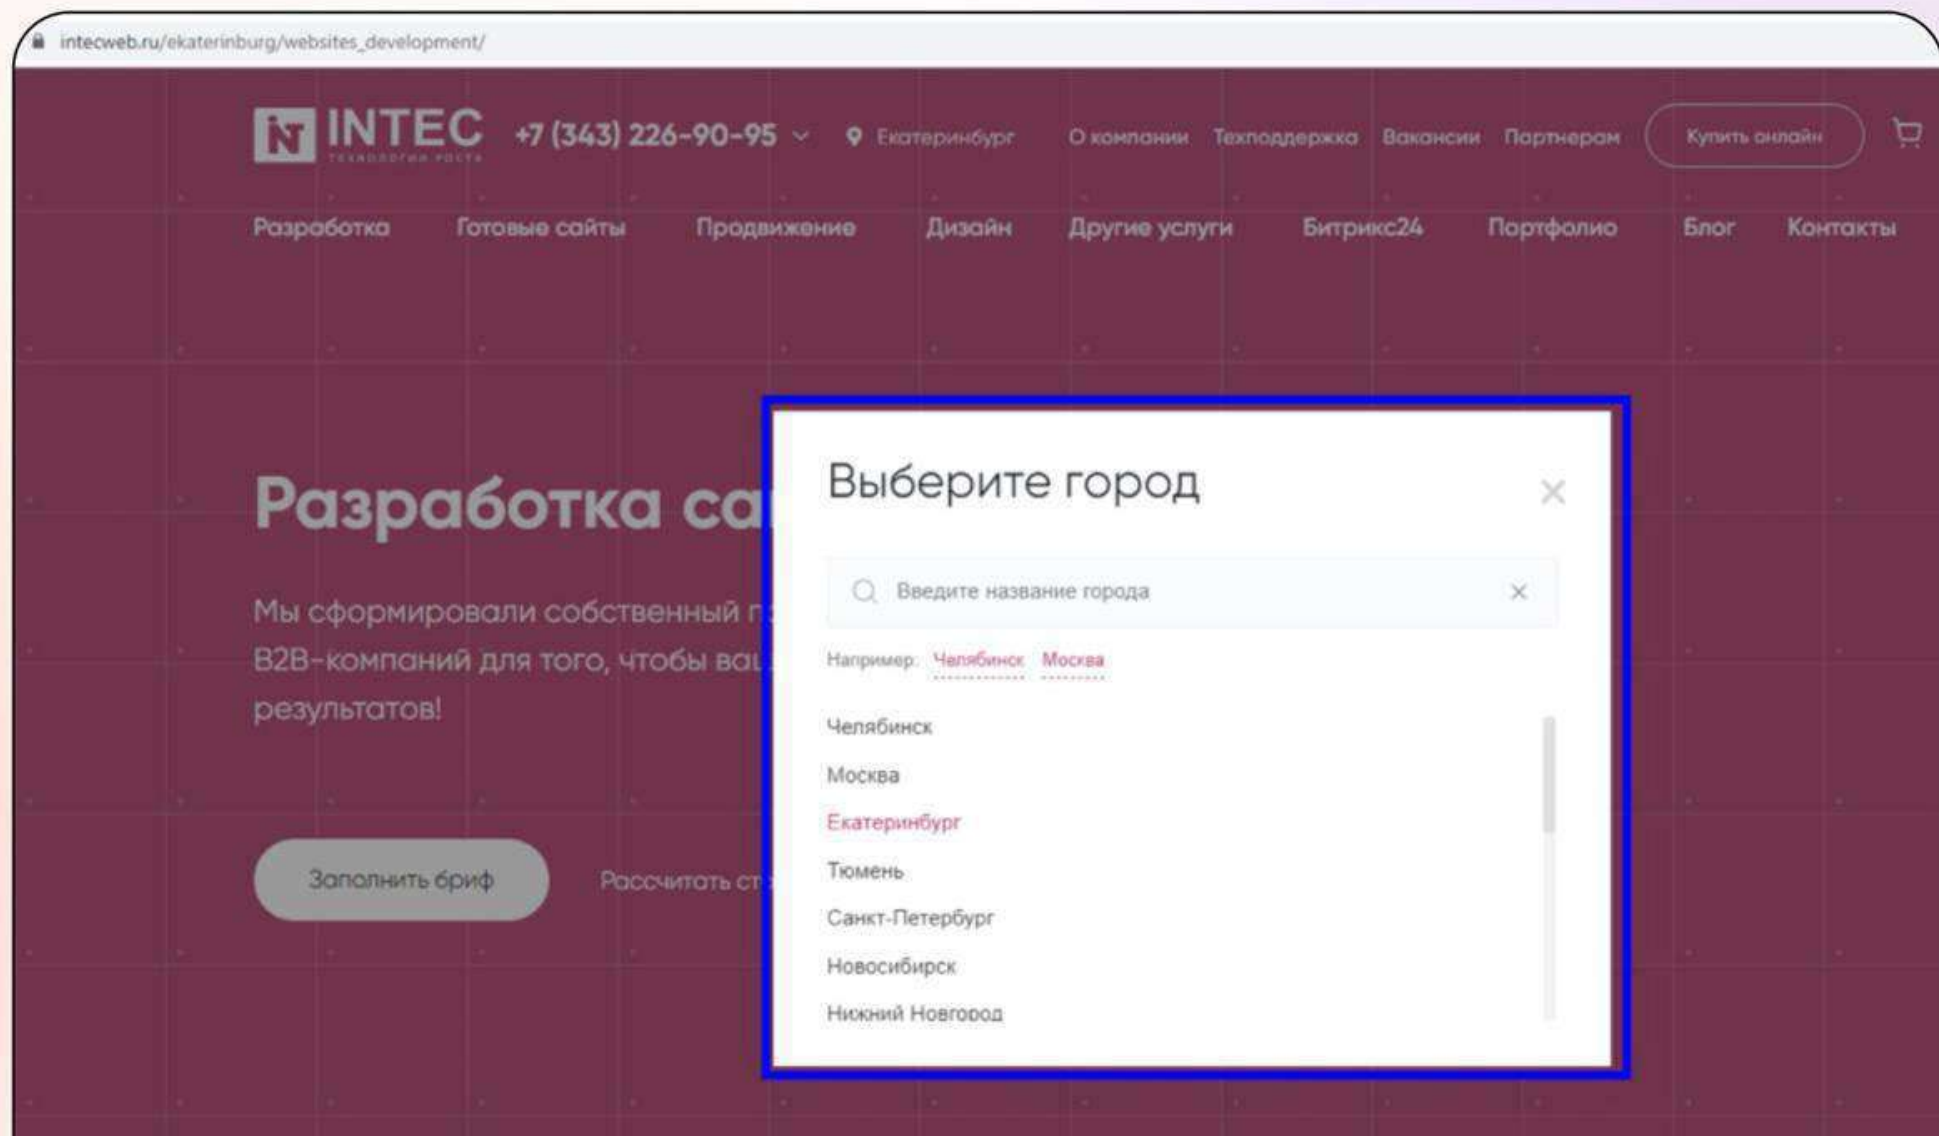 intecweb.ru/ekaterinburg/websites_development/
INTEC +7 (343) 226-90-95 Екатеринбург О компании Техподдержка Вакансии Партнерам Купить онлайн
ТЕХНОЛОГИИ РОСТА
Разработка Готовые сайты Продвижение Дизайн Другие услуги Битрикс24 Портфолио Блог Контакты
Разработка са
Мы сформировали собственный
B2B-компаний для того, чтобы
результатов!
Заполнить бриф Рассчитать
Выберите город
Введите название города
Например: Челябинск Москва
Челябинск
Москва
Екатеринбург
Тюмень
Санкт-Петербург
Новосибирск
Нижний Новгород